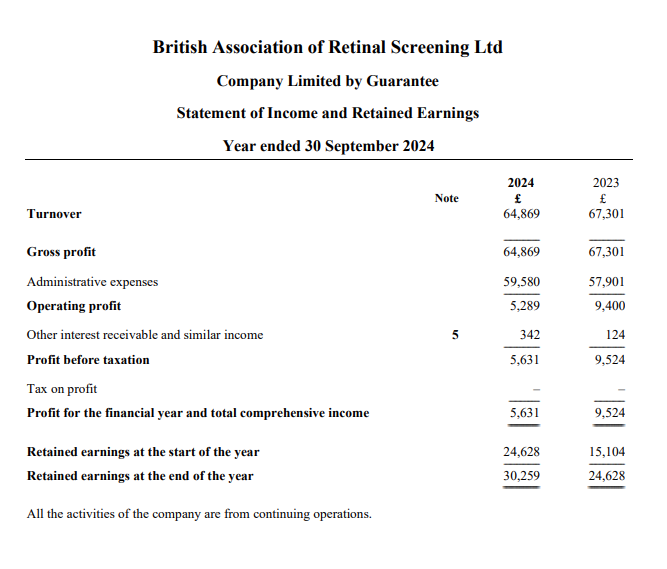 British Association of Retinal Screening Ltd
Company Limited by Guarantee
Statement of Income and Retained Earnings
Year ended 30 September 2024
2024 2023
Note £ £
Turnover 64,869 67,301
Gross profit 64,869 67,301
Administrative expenses 59,580 57,901
Operating profit 5,289 9,400
Other interest receivable and similar income 5 342 124
Profit before taxation 5,631 9,524
Tax on profit – –
Profit for the financial year and total comprehensive income 5,631 9,524
Retained earnings at the start of the year 24,628 15,104
Retained earnings at the end of the year 30,259 24,628
All the activities of the company are from continuing operations.